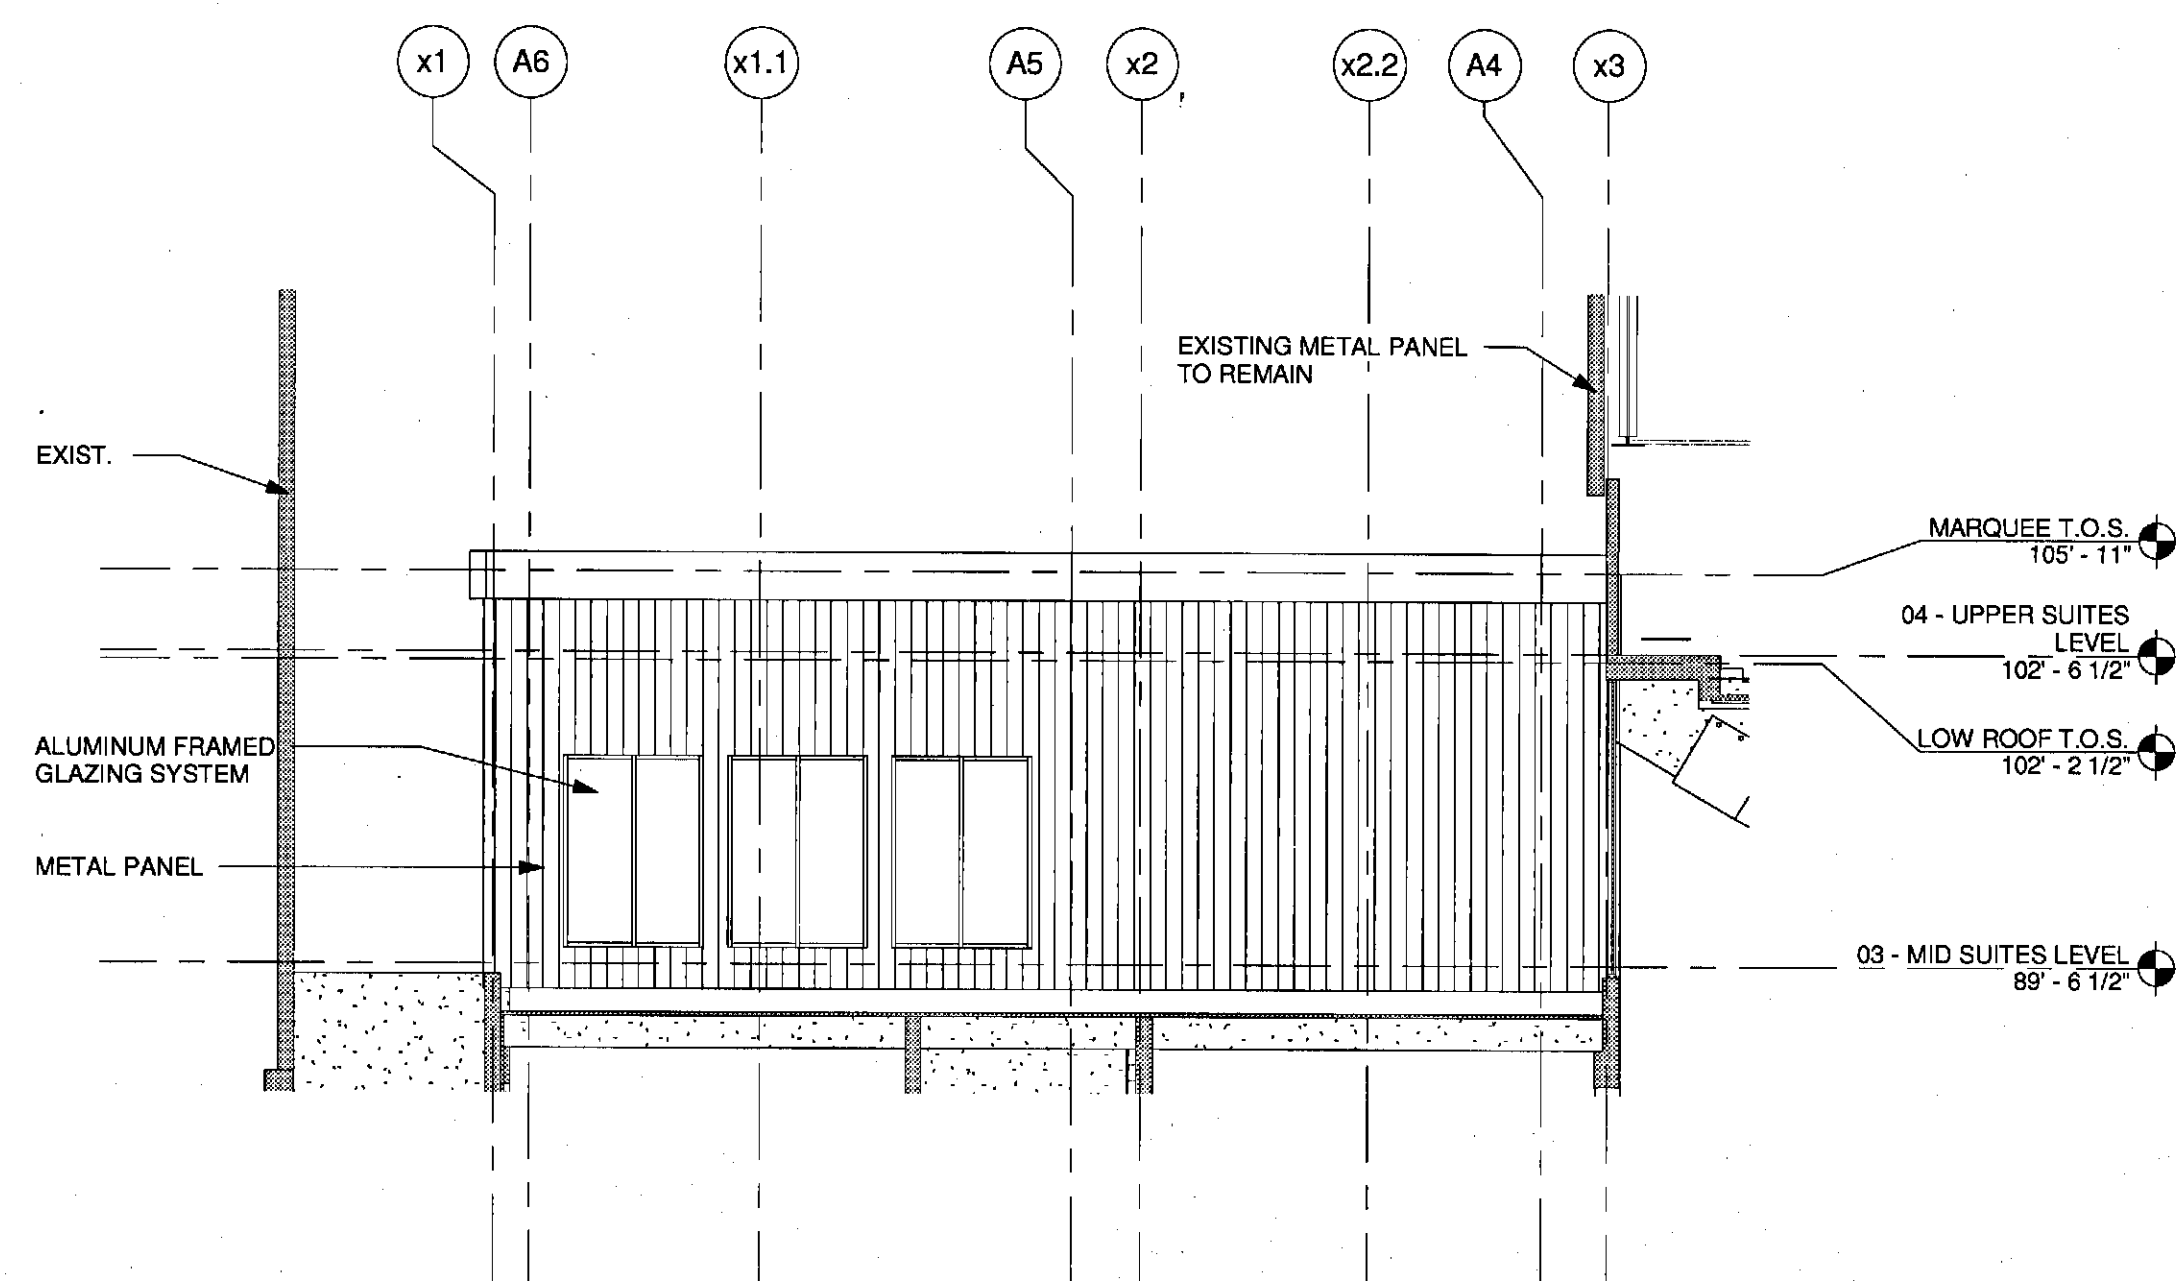 x1 A6 x1.1 A5 x2 x2.2 A4 x3
EXISTING METAL PANEL
TO REMAIN
EXIST.
MARQUEE T.O.S.
105' - 11"
04 - UPPER SUITES
LEVEL
102' - 6 1/2"
ALUMINUM FRAMED
GLAZING SYSTEM
LOW ROOF T.O.S.
102' - 2 1/2"
METAL PANEL
03 - MID SUITES LEVEL
89' - 6 1/2"